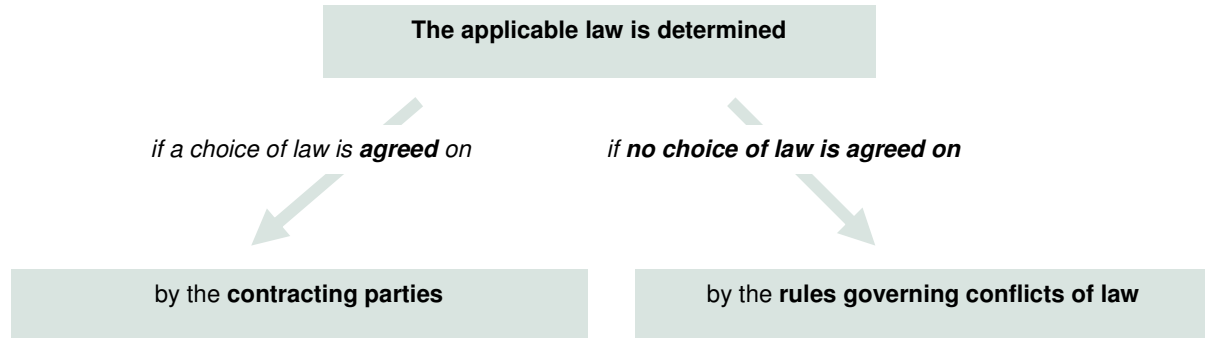 The applicable law is determined
if a choice of law is agreed on
if no choice of law is agreed on
by the contracting parties
by the rules governing conflicts of law